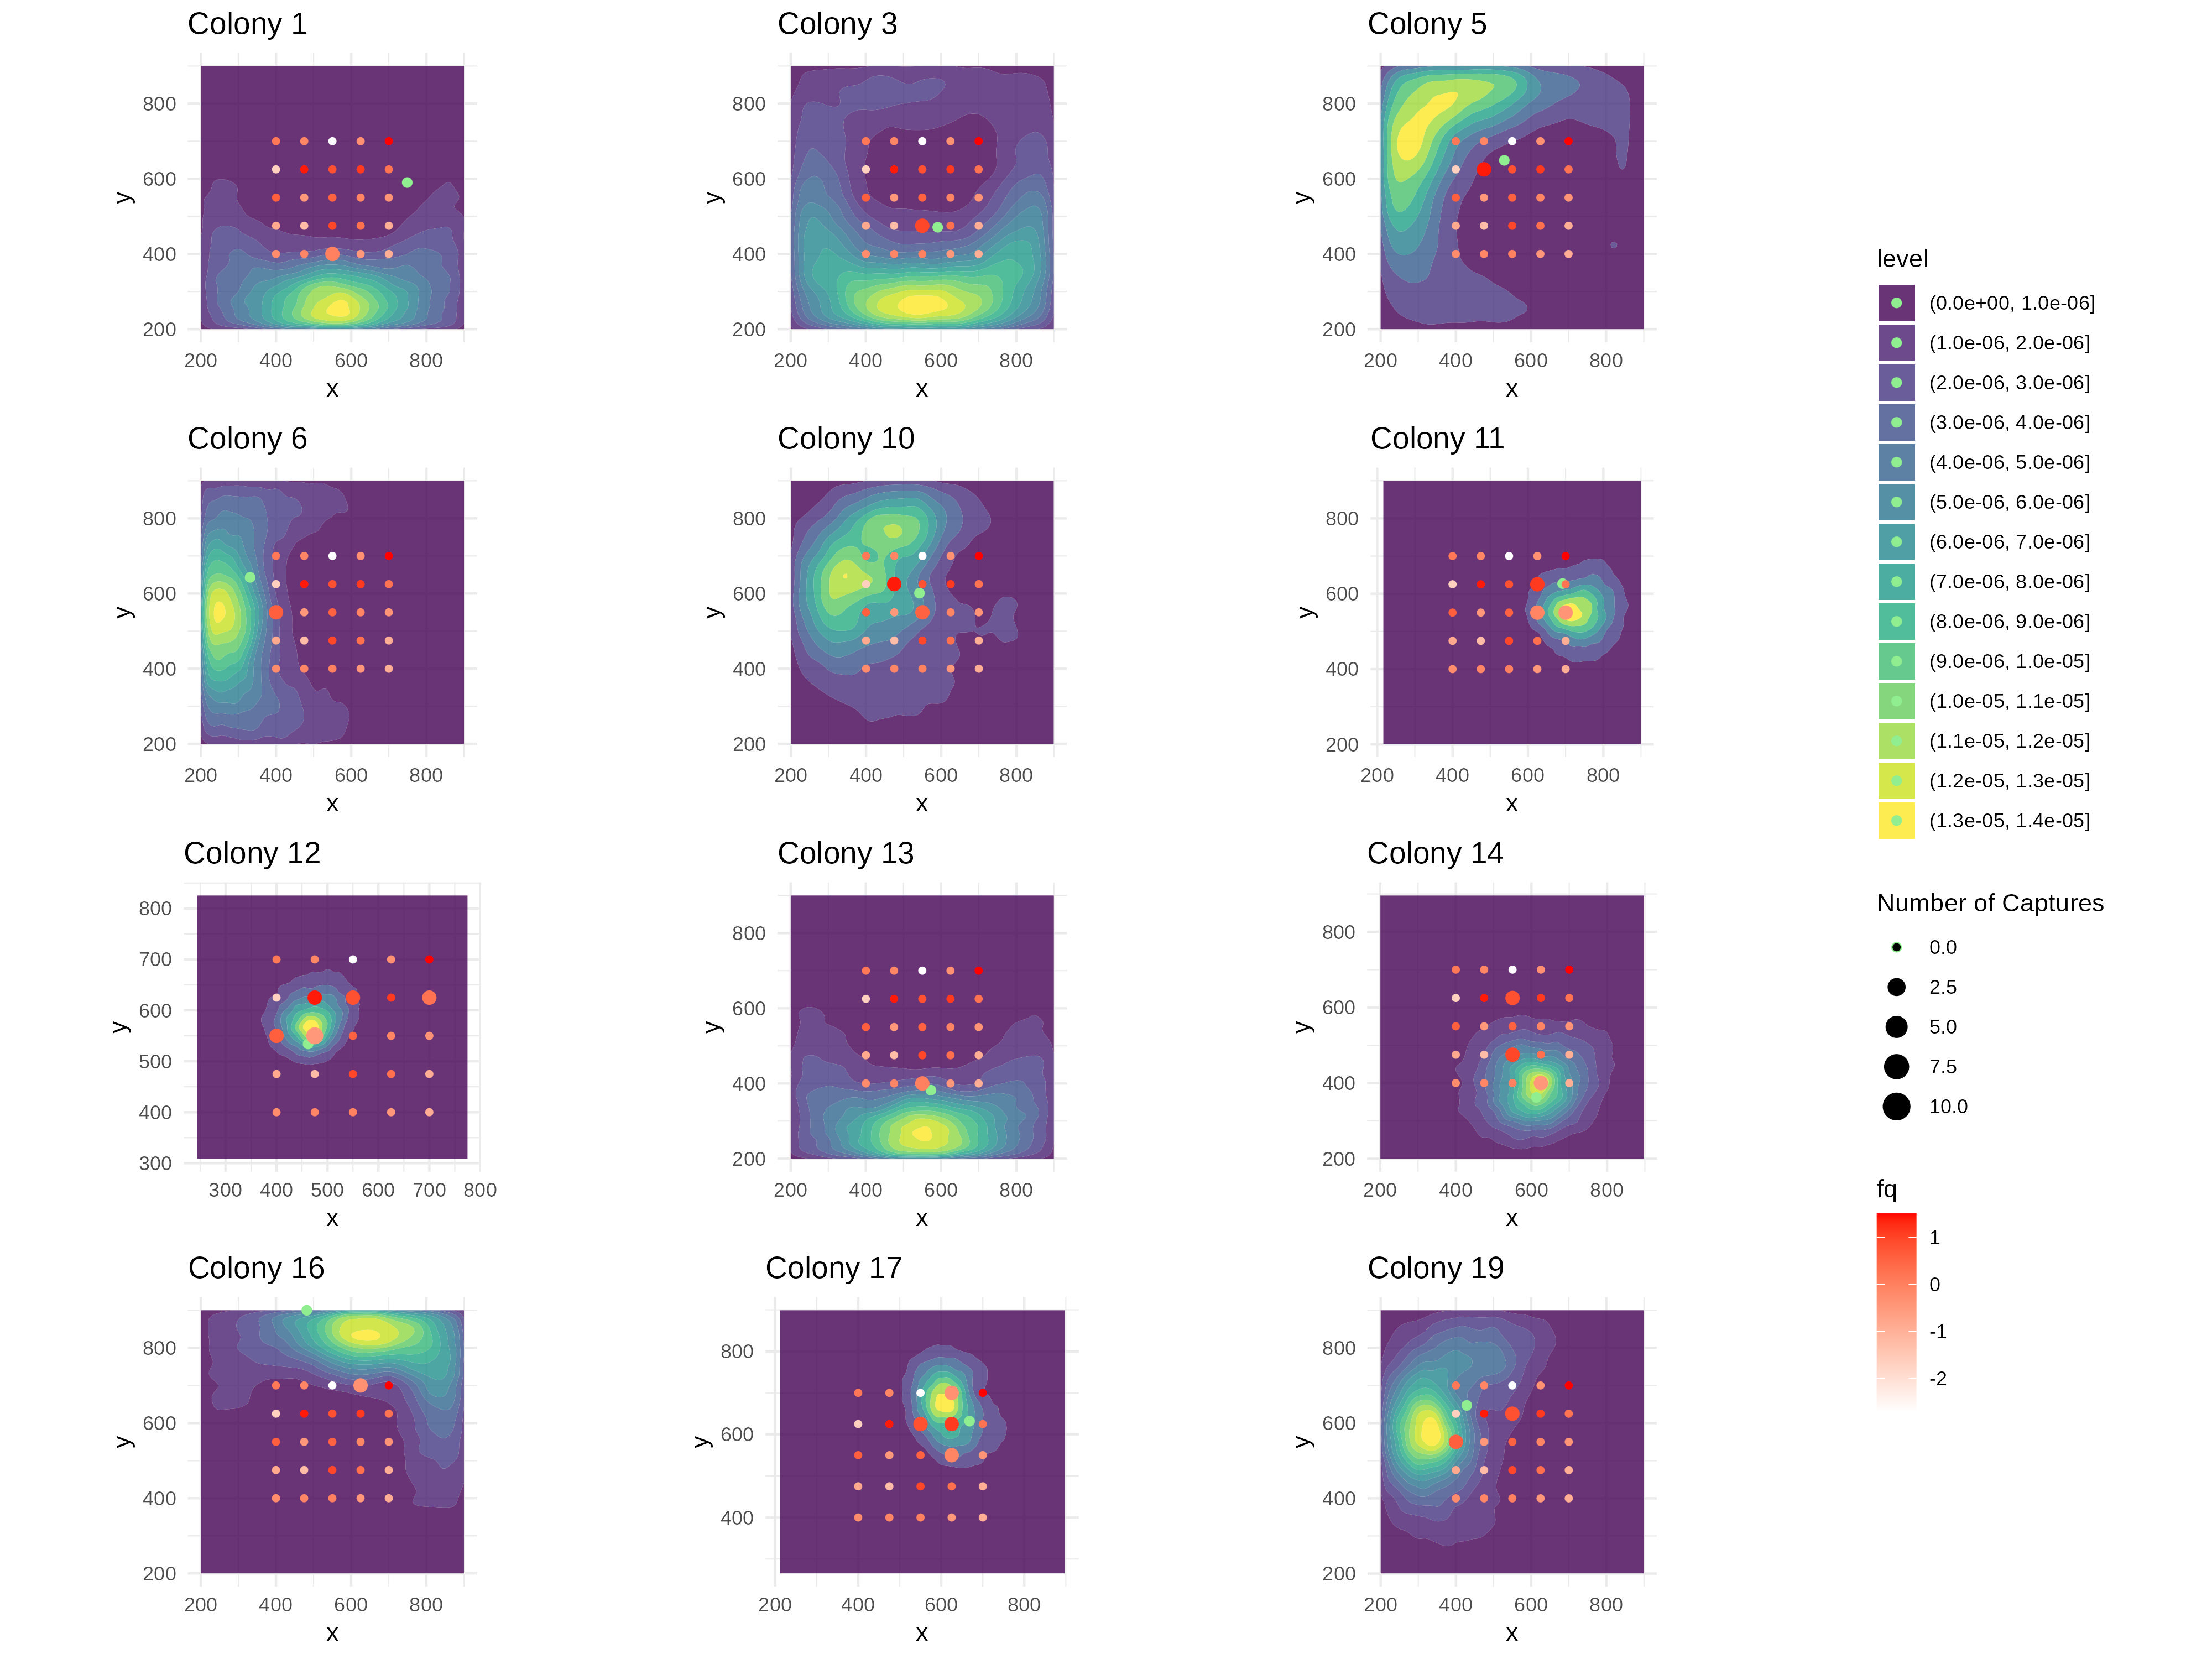 Colony 1
800
600
400
200
y
200 400 600 800
x
Colony 3
800
600
400
200
y
200 400 600 800
x
Colony 5
800
600
400
200
y
200 400 600 800
x
Colony 6
800
600
400
200
y
200 400 600 800
x
Colony 10
800
600
400
200
y
200 400 600 800
x
Colony 11
800
600
400
200
y
200 400 600 800
x
Colony 12
800
700
600
500
400
300
y
300 400 500 600 700 800
x
Colony 13
800
600
400
200
y
200 400 600 800
x
Colony 14
800
600
400
200
y
200 400 600 800
x
Colony 16
800
600
400
200
y
200 400 600 800
x
Colony 17
800
600
400
y
200 400 600 800
x
Colony 19
800
600
400
200
y
200 400 600 800
x
level
(0.0e+00, 1.0e-06]
(1.0e-06, 2.0e-06]
(2.0e-06, 3.0e-06]
(3.0e-06, 4.0e-06]
(4.0e-06, 5.0e-06]
(5.0e-06, 6.0e-06]
(6.0e-06, 7.0e-06]
(7.0e-06, 8.0e-06]
(8.0e-06, 9.0e-06]
(9.0e-06, 1.0e-05]
(1.0e-05, 1.1e-05]
(1.1e-05, 1.2e-05]
(1.2e-05, 1.3e-05]
(1.3e-05, 1.4e-05]
Number of Captures
0.0
2.5
5.0
7.5
10.0
fq
1
0
-1
-2